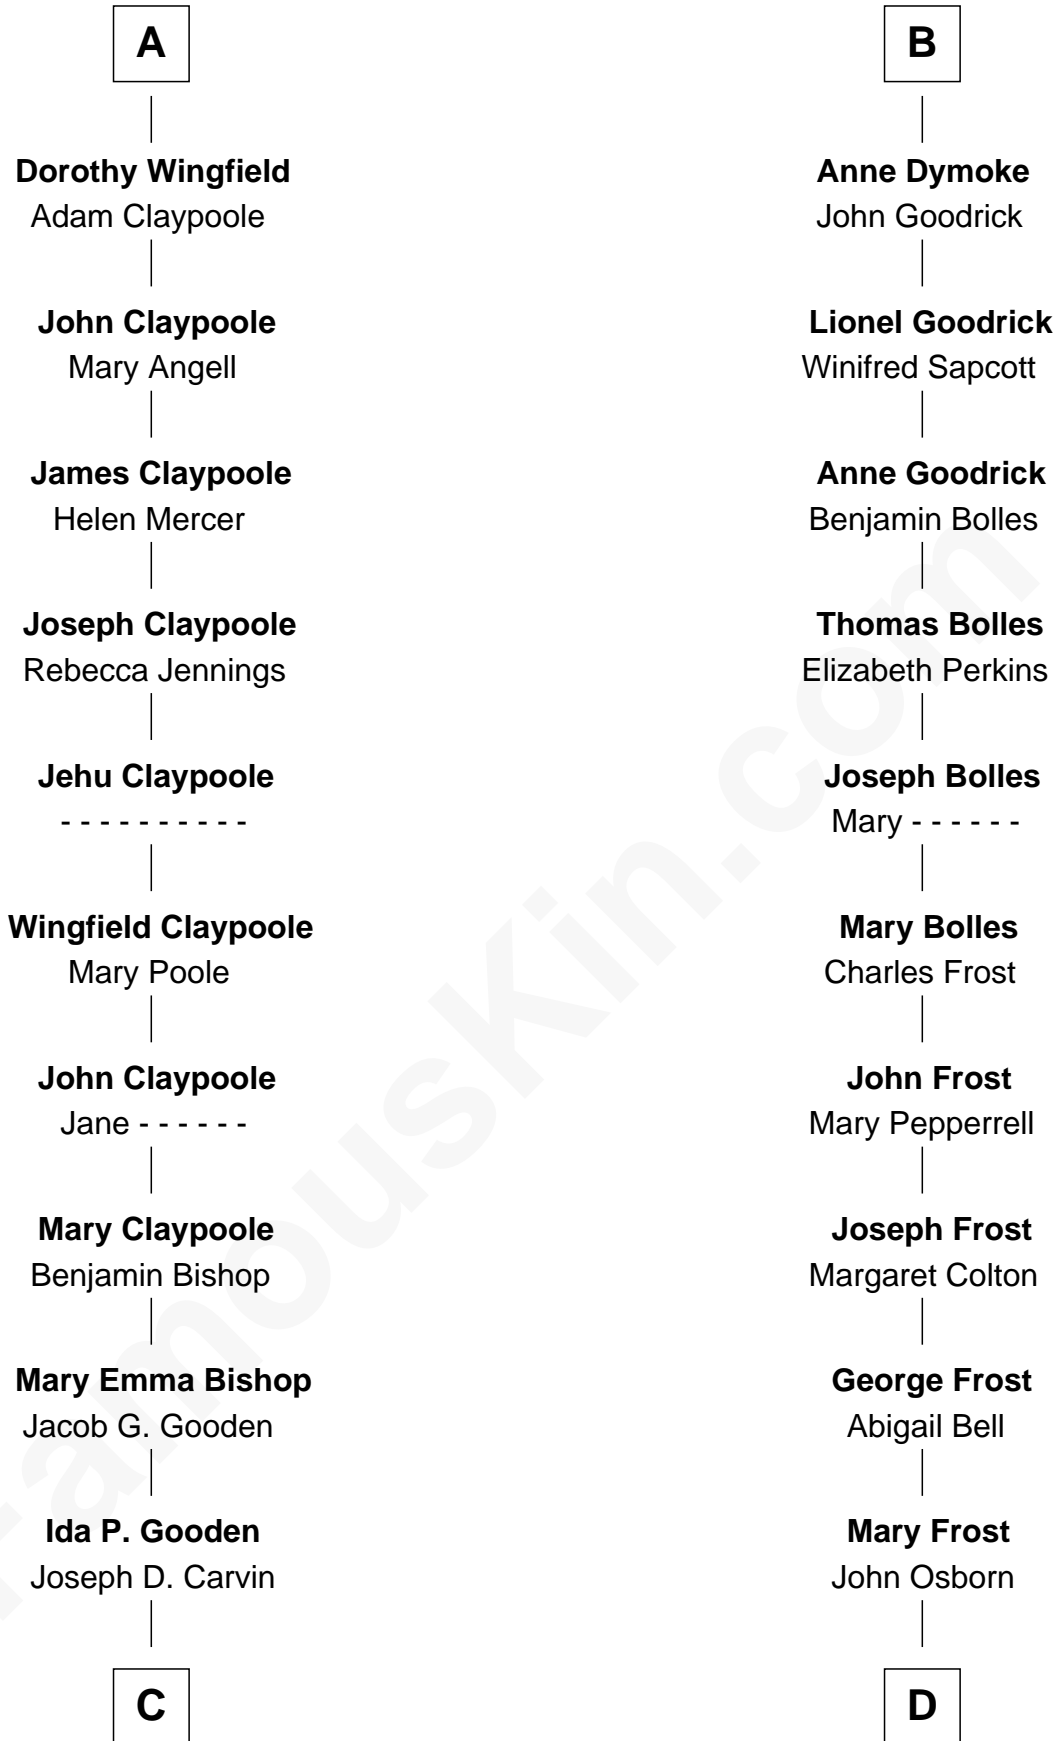 A
Dorothy Wingfield
Adam Claypoole
John Claypoole
Mary Angell
James Claypoole
Helen Mercer
Joseph Claypoole
Rebecca Jennings
Jehu Claypoole
- - - - - - - - - -
Wingfield Claypoole
Mary Poole
John Claypoole
Jane - - - - - -
Mary Claypoole
Benjamin Bishop
Mary Emma Bishop
Jacob G. Gooden
Ida P. Gooden
Joseph D. Carvin
C
B
Anne Dymoke
John Goodrick
Lionel Goodrick
Winifred Sapcott
Anne Goodrick
Benjamin Bolles
Thomas Bolles
Elizabeth Perkins
Joseph Bolles
Mary - - - - - -
Mary Bolles
Charles Frost
John Frost
Mary Pepperrell
Joseph Frost
Margaret Colton
George Frost
Abigail Bell
Mary Frost
John Osborn
D
FamousKin.com